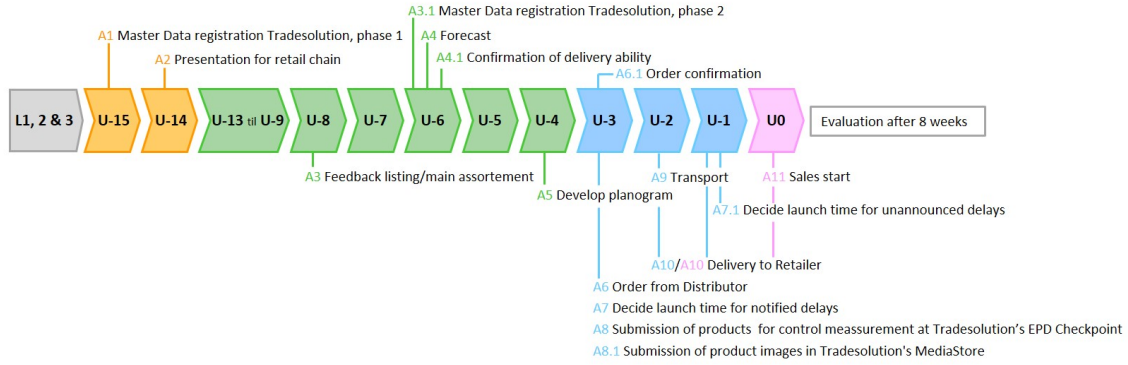 A3.1 Master Data registration Tradesolution, phase 2
A1 Master Data registration Tradesolution, phase 1
A4 Forecast
A2 Presentation for retail chain
A4.1 Confirmation of delivery ability
A6.1 Order confirmation
L1, 2 & 3
U-15
U-14
U-13 til U-9
U-8
U-7
U-6
U-5
U-4
U-3
U-2
U-1
U0
Evaluation after 8 weeks
A3 Feedback listing/main assortement
A9 Transport
A11 Sales start
A5 Develop planogram
A7.1 Decide launch time for unannounced delays
A10/A10 Delivery to Retailer
A6 Order from Distributor
A7 Decide launch time for notified delays
A8 Submission of products for control meassurement at Tradesolution’s EPD Checkpoint
A8.1 Submission of product images in Tradesolution's MediaStore